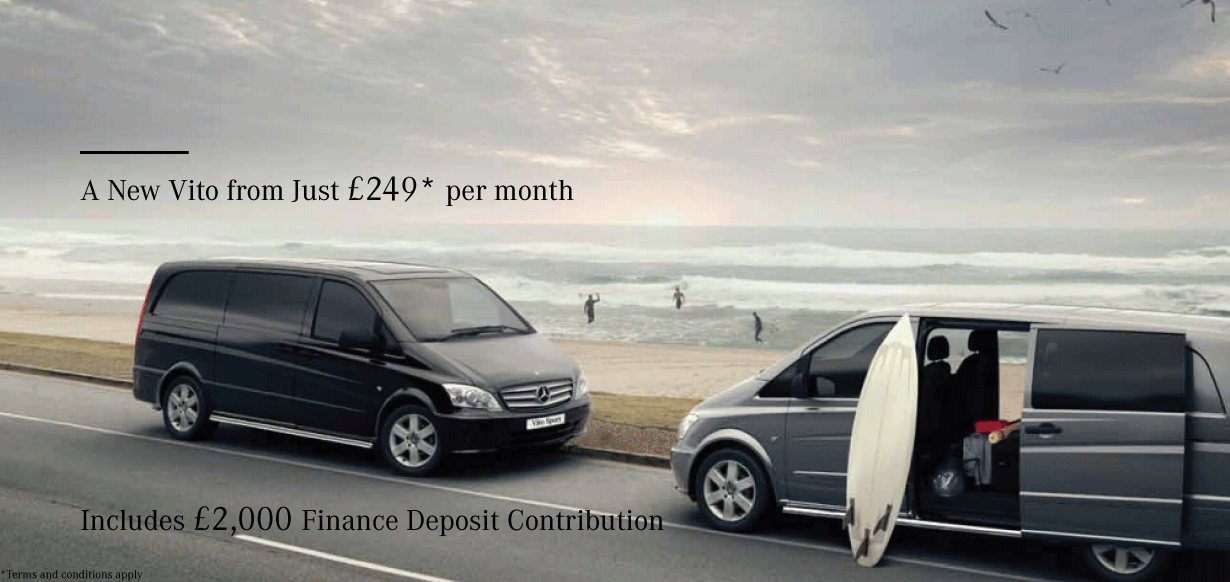 A New Vito from Just £249* per month
Vito Sport
Includes £2,000 Finance Deposit Contribution
*Terms and conditions apply